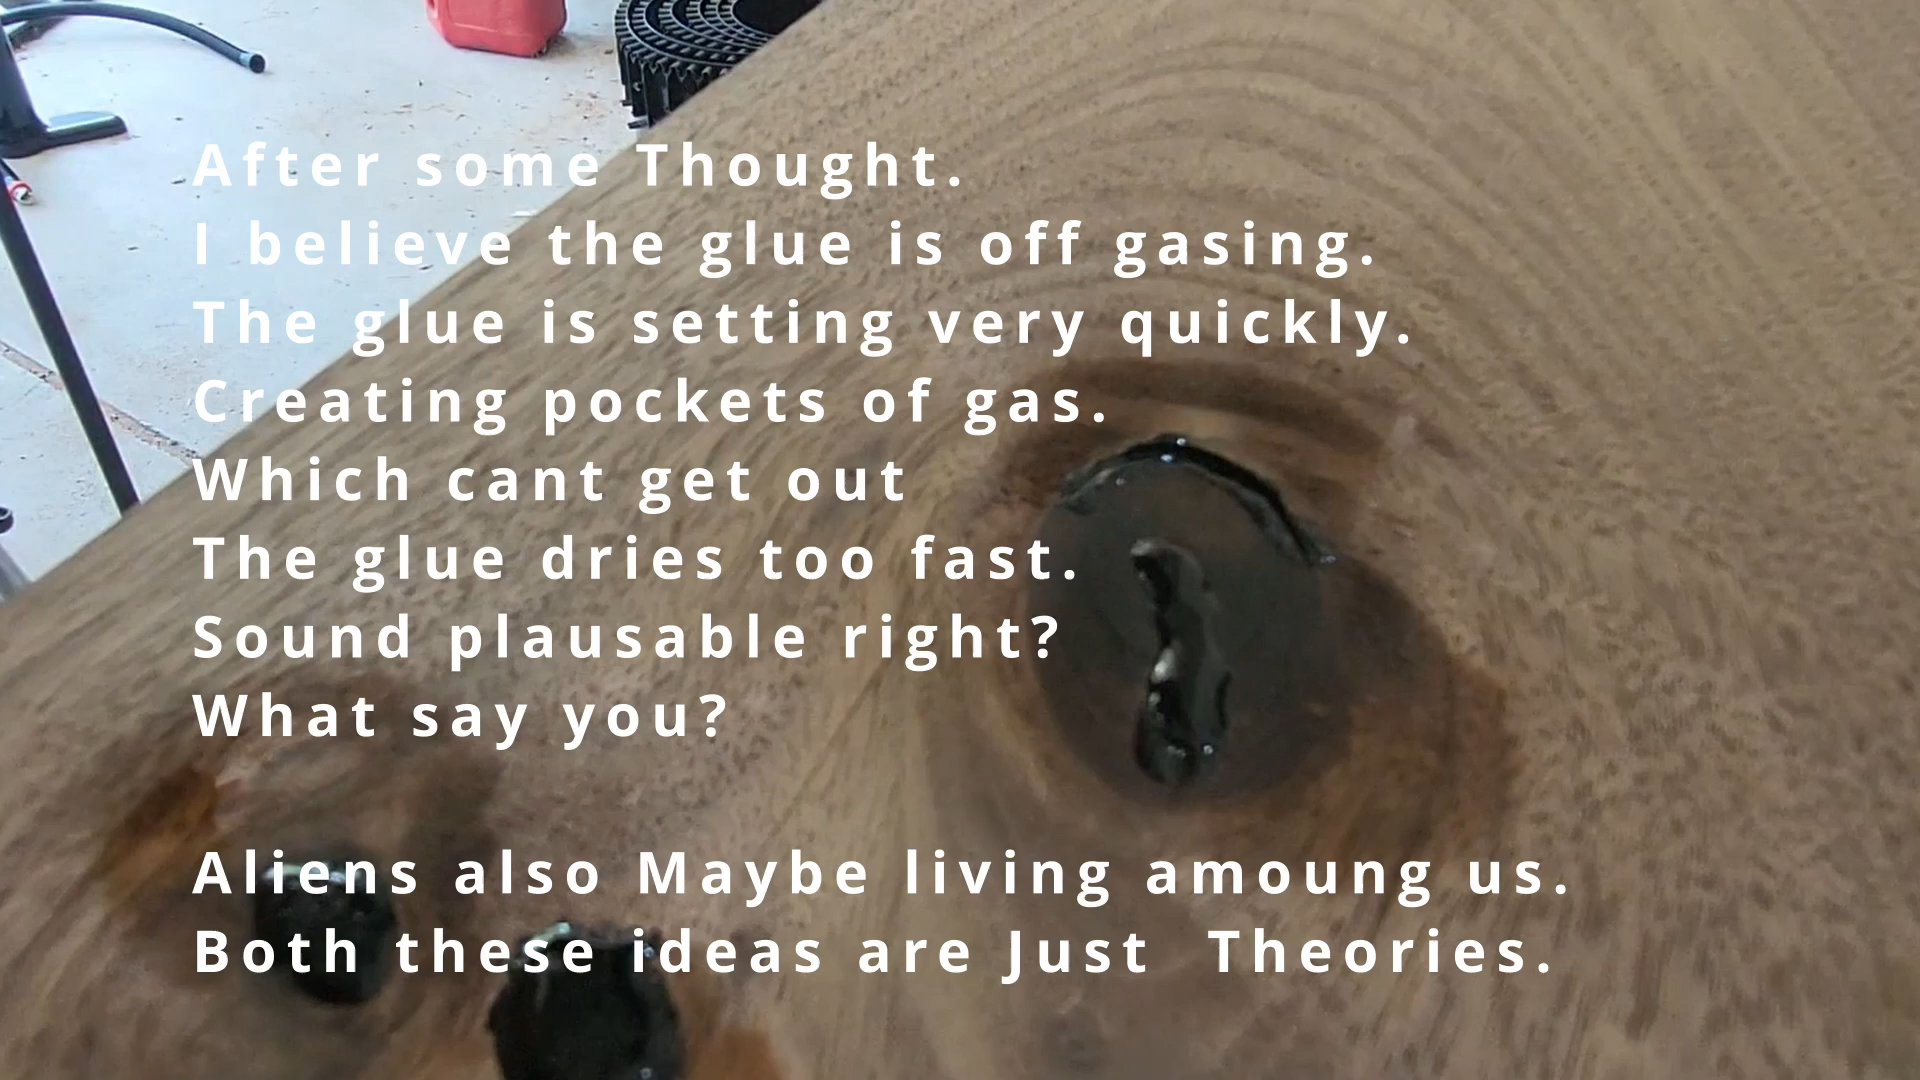 After some Thought.
I believe the glue is off gasing.
The glue is setting very quickly.
Creating pockets of gas.
Which cant get out
The glue dries too fast.
Sound plausable right?
What say you?
Aliens also Maybe living amoung us.
Both these ideas are Just Theories.